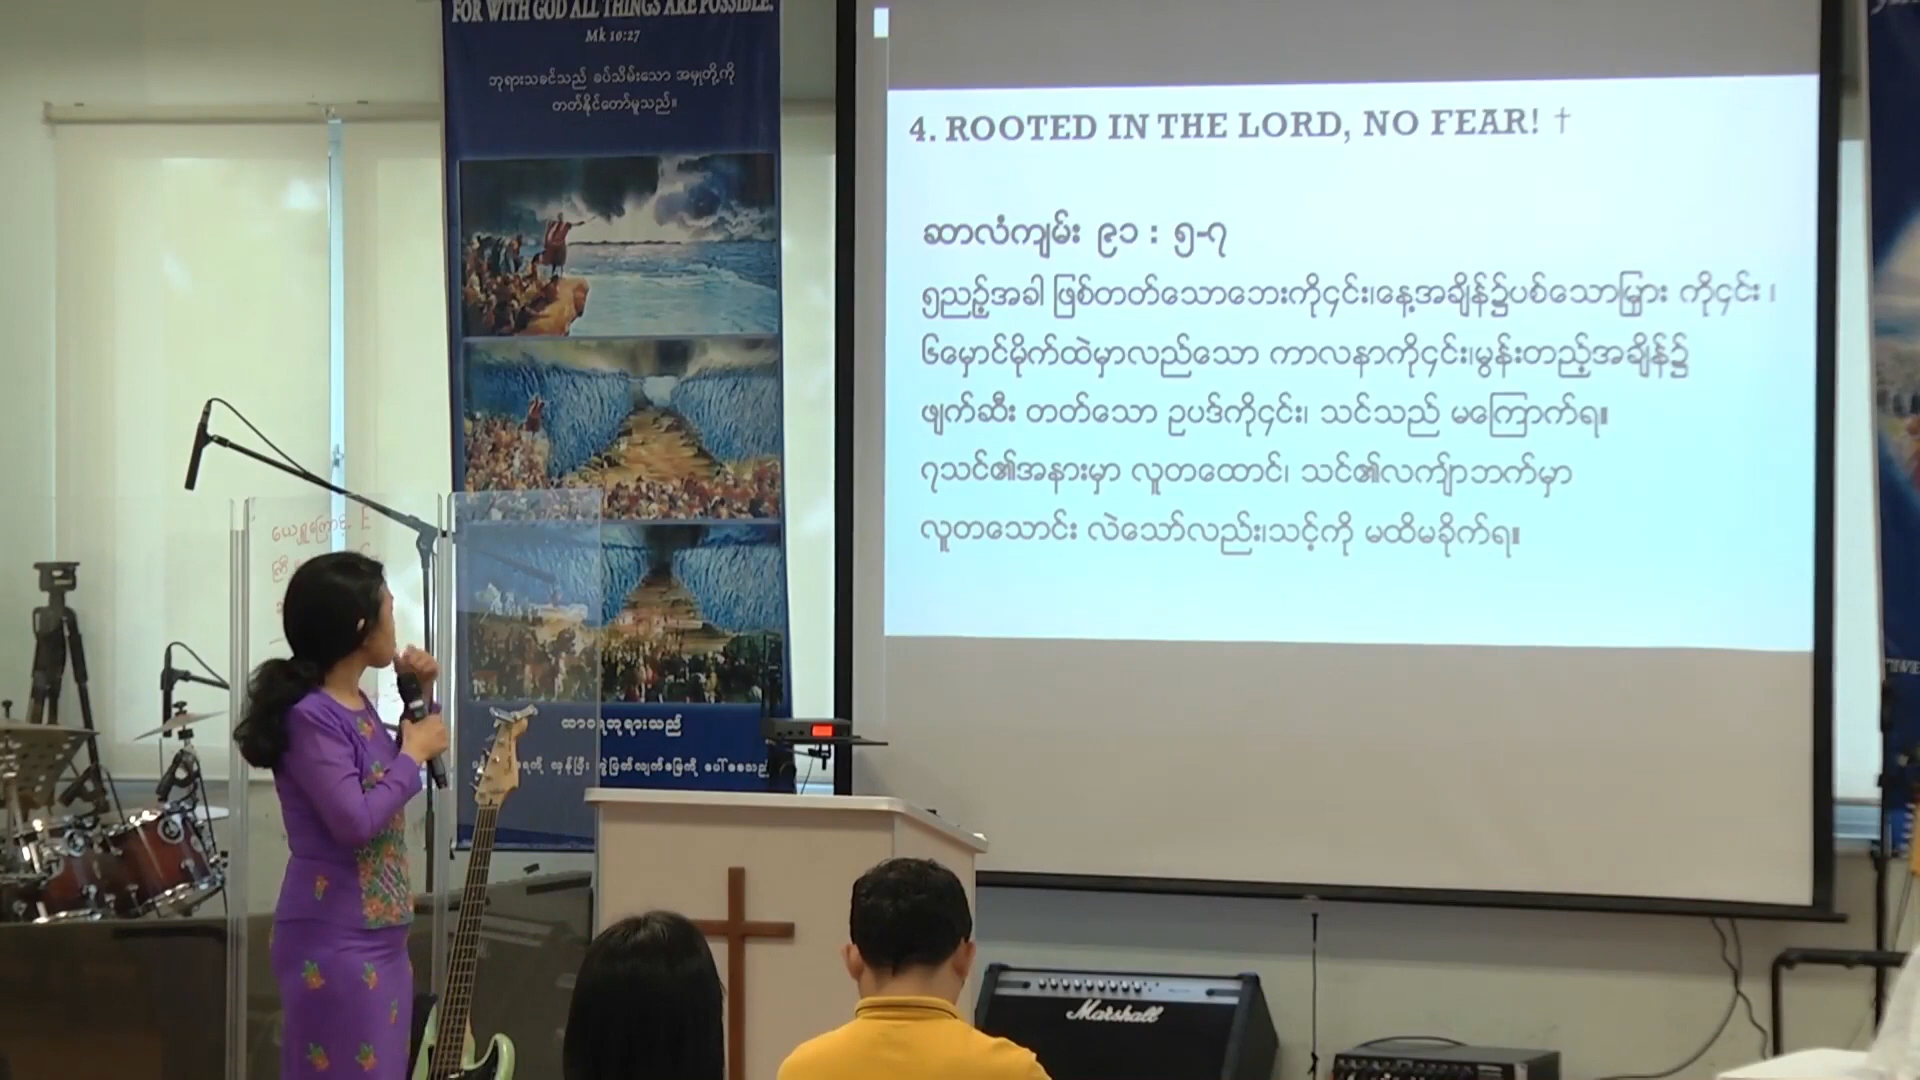 FOR WITH GOD ALL THINGS ARE POSSIBLE.
Mk 10:27
ဘုရားသခင်သည် ခပ်သိမ်းသော အမှုတို့ကို
တတ်နိုင်တော်မူသည်။
4. ROOTED IN THE LORD, NO FEAR! †
ဆာလံကျမ်း ၉၁ : ၅-၇
၅ညဉ့်အခါ ဖြစ်တတ်သောဘေးကို၎င်း၊နေ့အချိန်၌ပစ်သောမြှား ကို၎င်း ၊
၆မှောင်မိုက်ထဲမှာလည်သော ကာလနာကို၎င်း၊မွန်းတည့်အချိန်၌
ဖျက်ဆီး တတ်သော ဥပဒ်ကို၎င်း၊ သင်သည် မကြောက်ရ။
၇သင်၏အနားမှာ လူတထောင်၊ သင်၏လက်ျာဘက်မှာ
လူတသောင်း လဲသော်လည်း၊သင့်ကို မထိမခိုက်ရ။
ထာဝရဘုရားသည်
Marshall